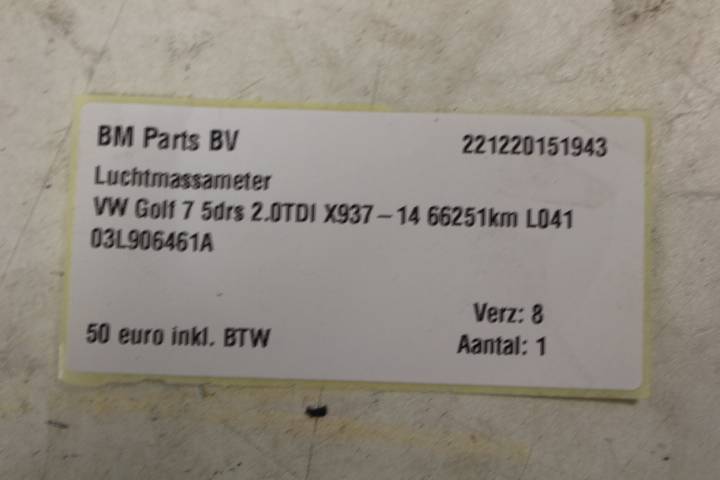 BM Parts BV 221220151943
Luchtmassameter
VW Golf 7 5drs 2.0TDI X937-14 66251km L041
03L906461A
Verz: 8
50 euro inkl. BTW Aantal: 1